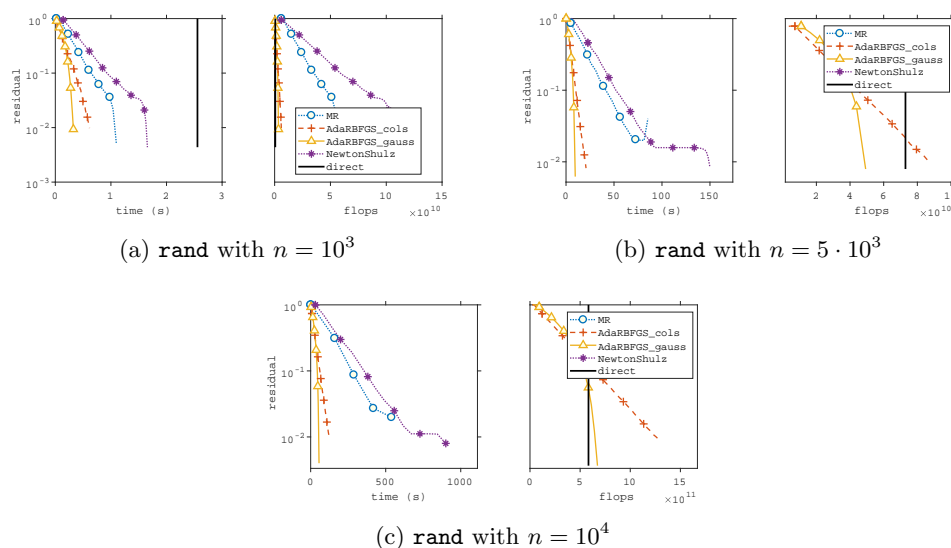 10^0
10^-1
10^-2
10^-3
residual
0 1 2 3
time (s)
MR
AdaRBFGS_cols
AdaRBFGS_gauss
NewtonShulz
direct
0 5 10 15
flops ×10^10
(a) rand with n = 10^3
10^0
10^-1
10^-2
residual
0 50 100 150
time (s)
MR
AdaRBFGS_cols
AdaRBFGS_gauss
NewtonShulz
direct
2 4 6 8 10
flops ×10^10
(b) rand with n = 5 · 10^3
10^0
10^-1
10^-2
residual
0 500 1000
time (s)
MR
AdaRBFGS_cols
AdaRBFGS_gauss
NewtonShulz
direct
0 5 10 15
flops ×10^11
(c) rand with n = 10^4